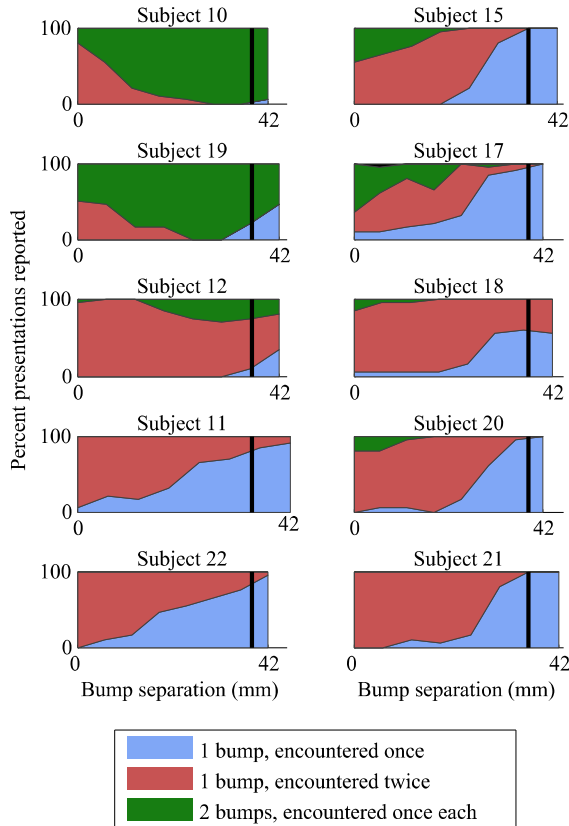 Subject 10
Subject 15
100
0
0
42
100
0
0
42
Subject 19
Subject 17
100
0
0
42
100
0
0
42
Subject 12
Subject 18
100
0
0
42
100
0
0
42
Subject 11
Subject 20
100
0
0
42
100
0
0
42
Subject 22
Subject 21
100
0
0
42
100
0
0
42
Percent presentations reported
Bump separation (mm)
Bump separation (mm)
1 bump, encountered once
1 bump, encountered twice
2 bumps, encountered once each